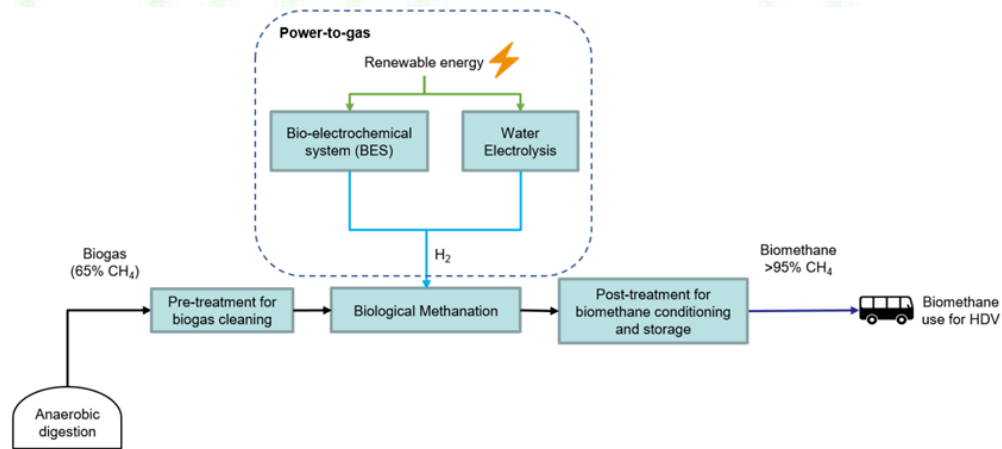 Power-to-gas
Renewable energy
Bio-electrochemical
system (BES)
Water
Electrolysis
H₂
Biogas
(65% CH₄)
Biomethane
>95% CH₄
Pre-treatment for
biogas cleaning
Biological Methanation
Post-treatment for
biomethane conditioning
and storage
Biomethane
use for HDV
Anaerobic
digestion